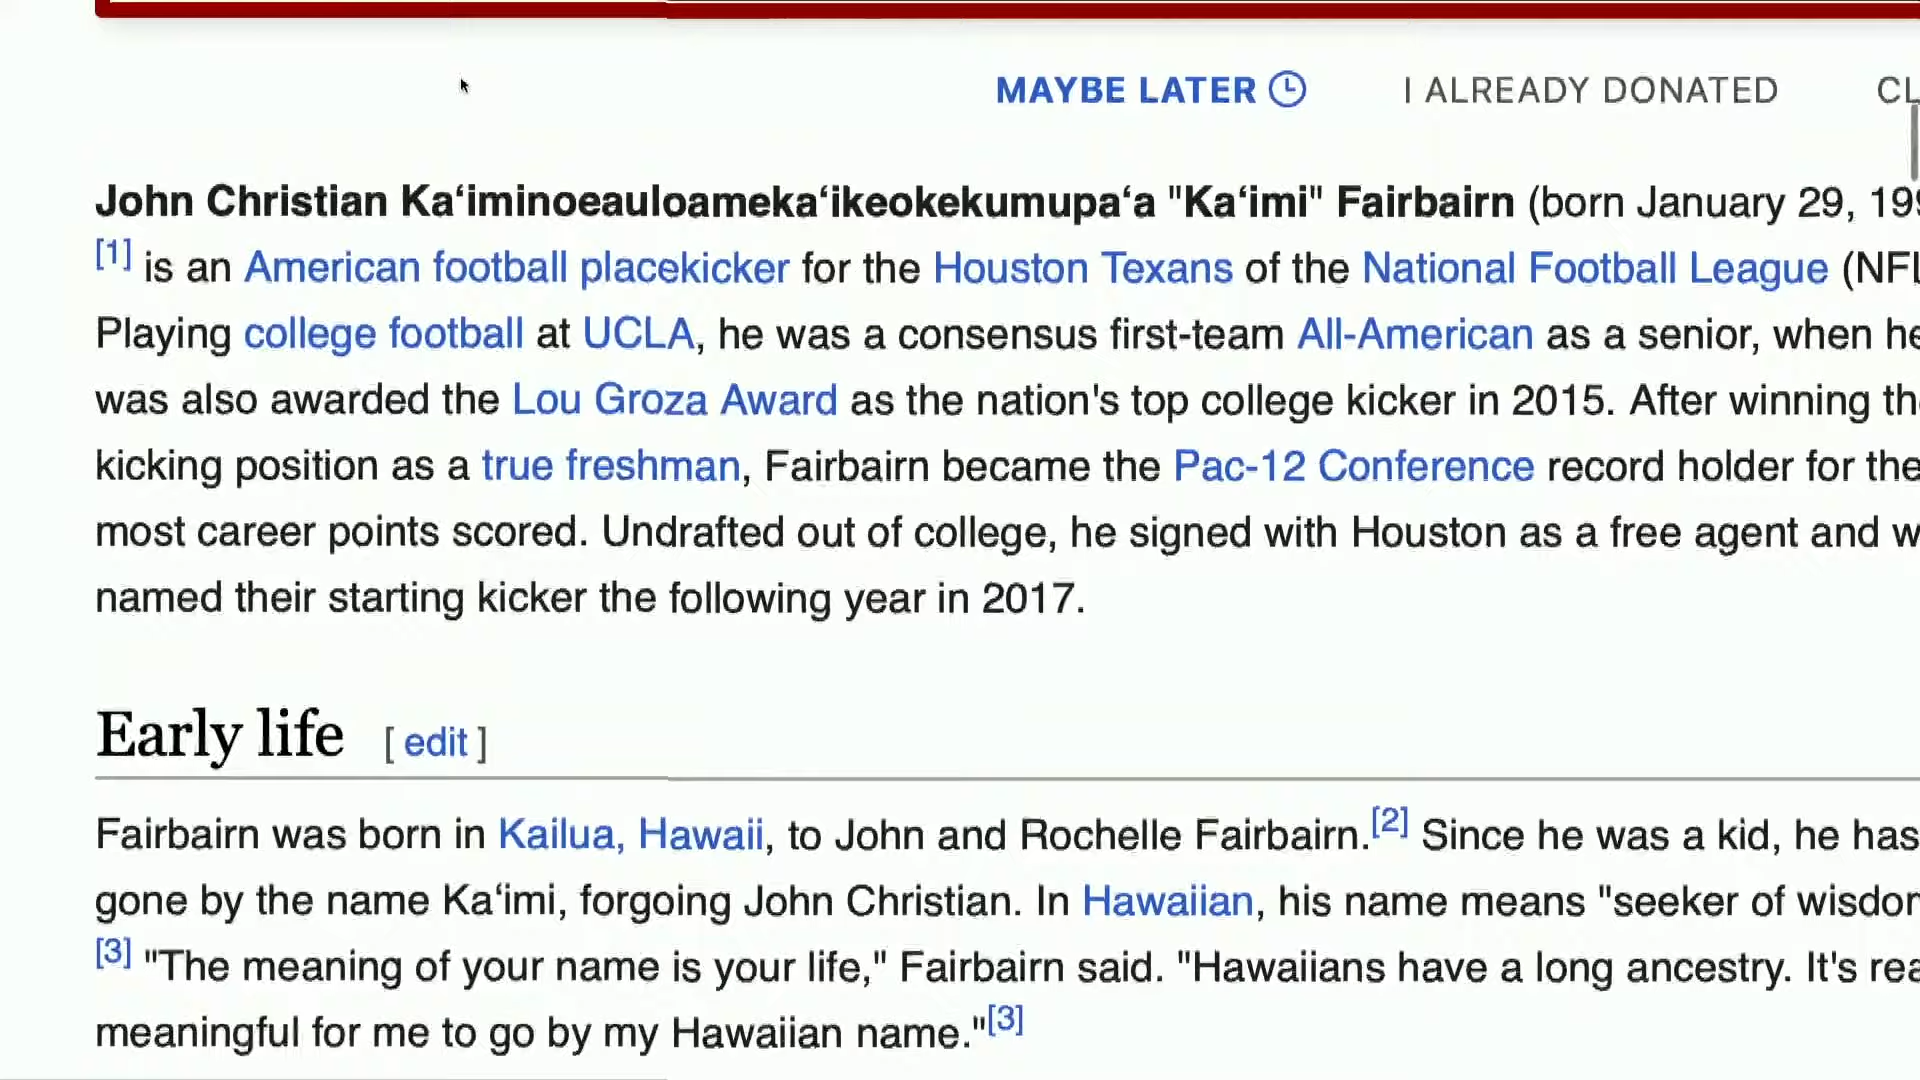 MAYBE LATER I ALREADY DONATED
John Christian Kaʻiminoeauloamekaʻikeokekumupaʻa "Kaʻimi" Fairbairn (born January 29,
[1] is an American football placekicker for the Houston Texans of the National Football League
Playing college football at UCLA, he was a consensus first-team All-American as a senior, when he
was also awarded the Lou Groza Award as the nation's top college kicker in 2015. After winning
kicking position as a true freshman, Fairbairn became the Pac-12 Conference record holder for the
most career points scored. Undrafted out of college, he signed with Houston as a free agent and
named their starting kicker the following year in 2017.
Early life [ edit ]
Fairbairn was born in Kailua, Hawaii, to John and Rochelle Fairbairn.[2] Since he was a kid, he has
gone by the name Kaʻimi, forgoing John Christian. In Hawaiian, his name means "seeker of
[3] "The meaning of your name is your life," Fairbairn said. "Hawaiians have a long ancestry. It's
meaningful for me to go by my Hawaiian name."[3]